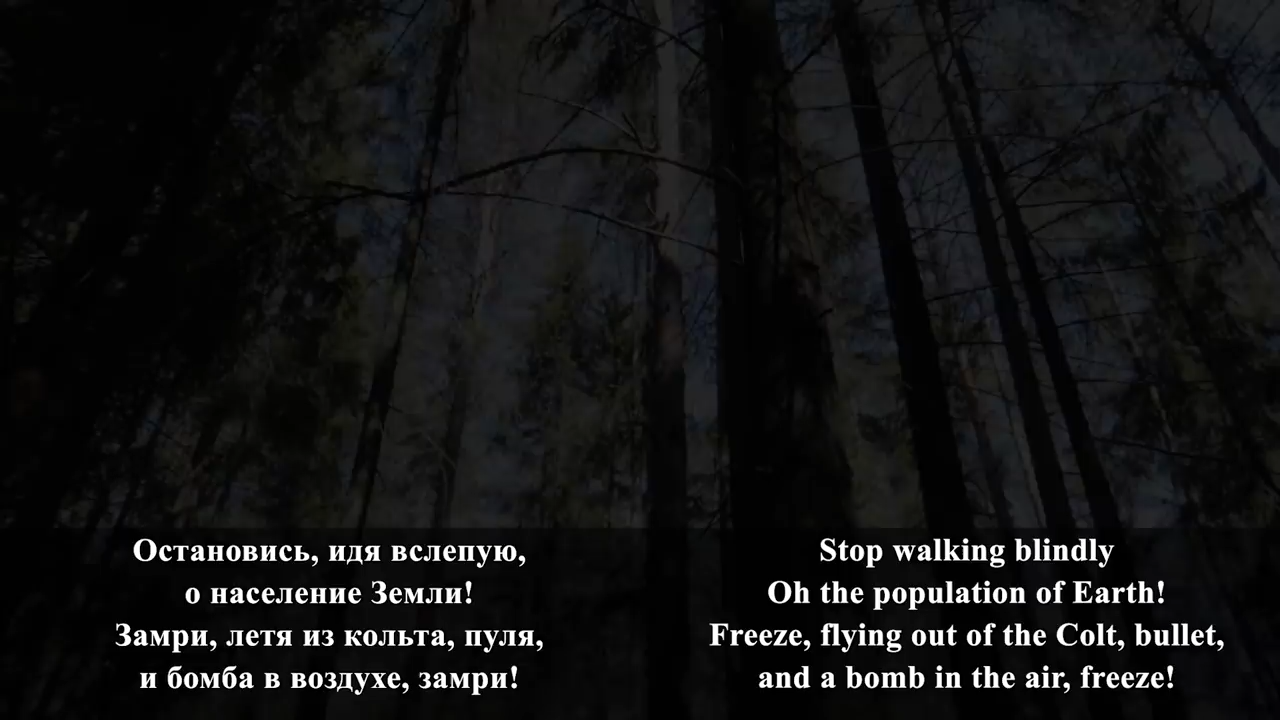 Остановись, идя вслепую,
о население Земли!
Замри, летя из кольта, пуля,
и бомба в воздухе, замри!
Stop walking blindly
Oh the population of Earth!
Freeze, flying out of the Colt, bullet,
and a bomb in the air, freeze!